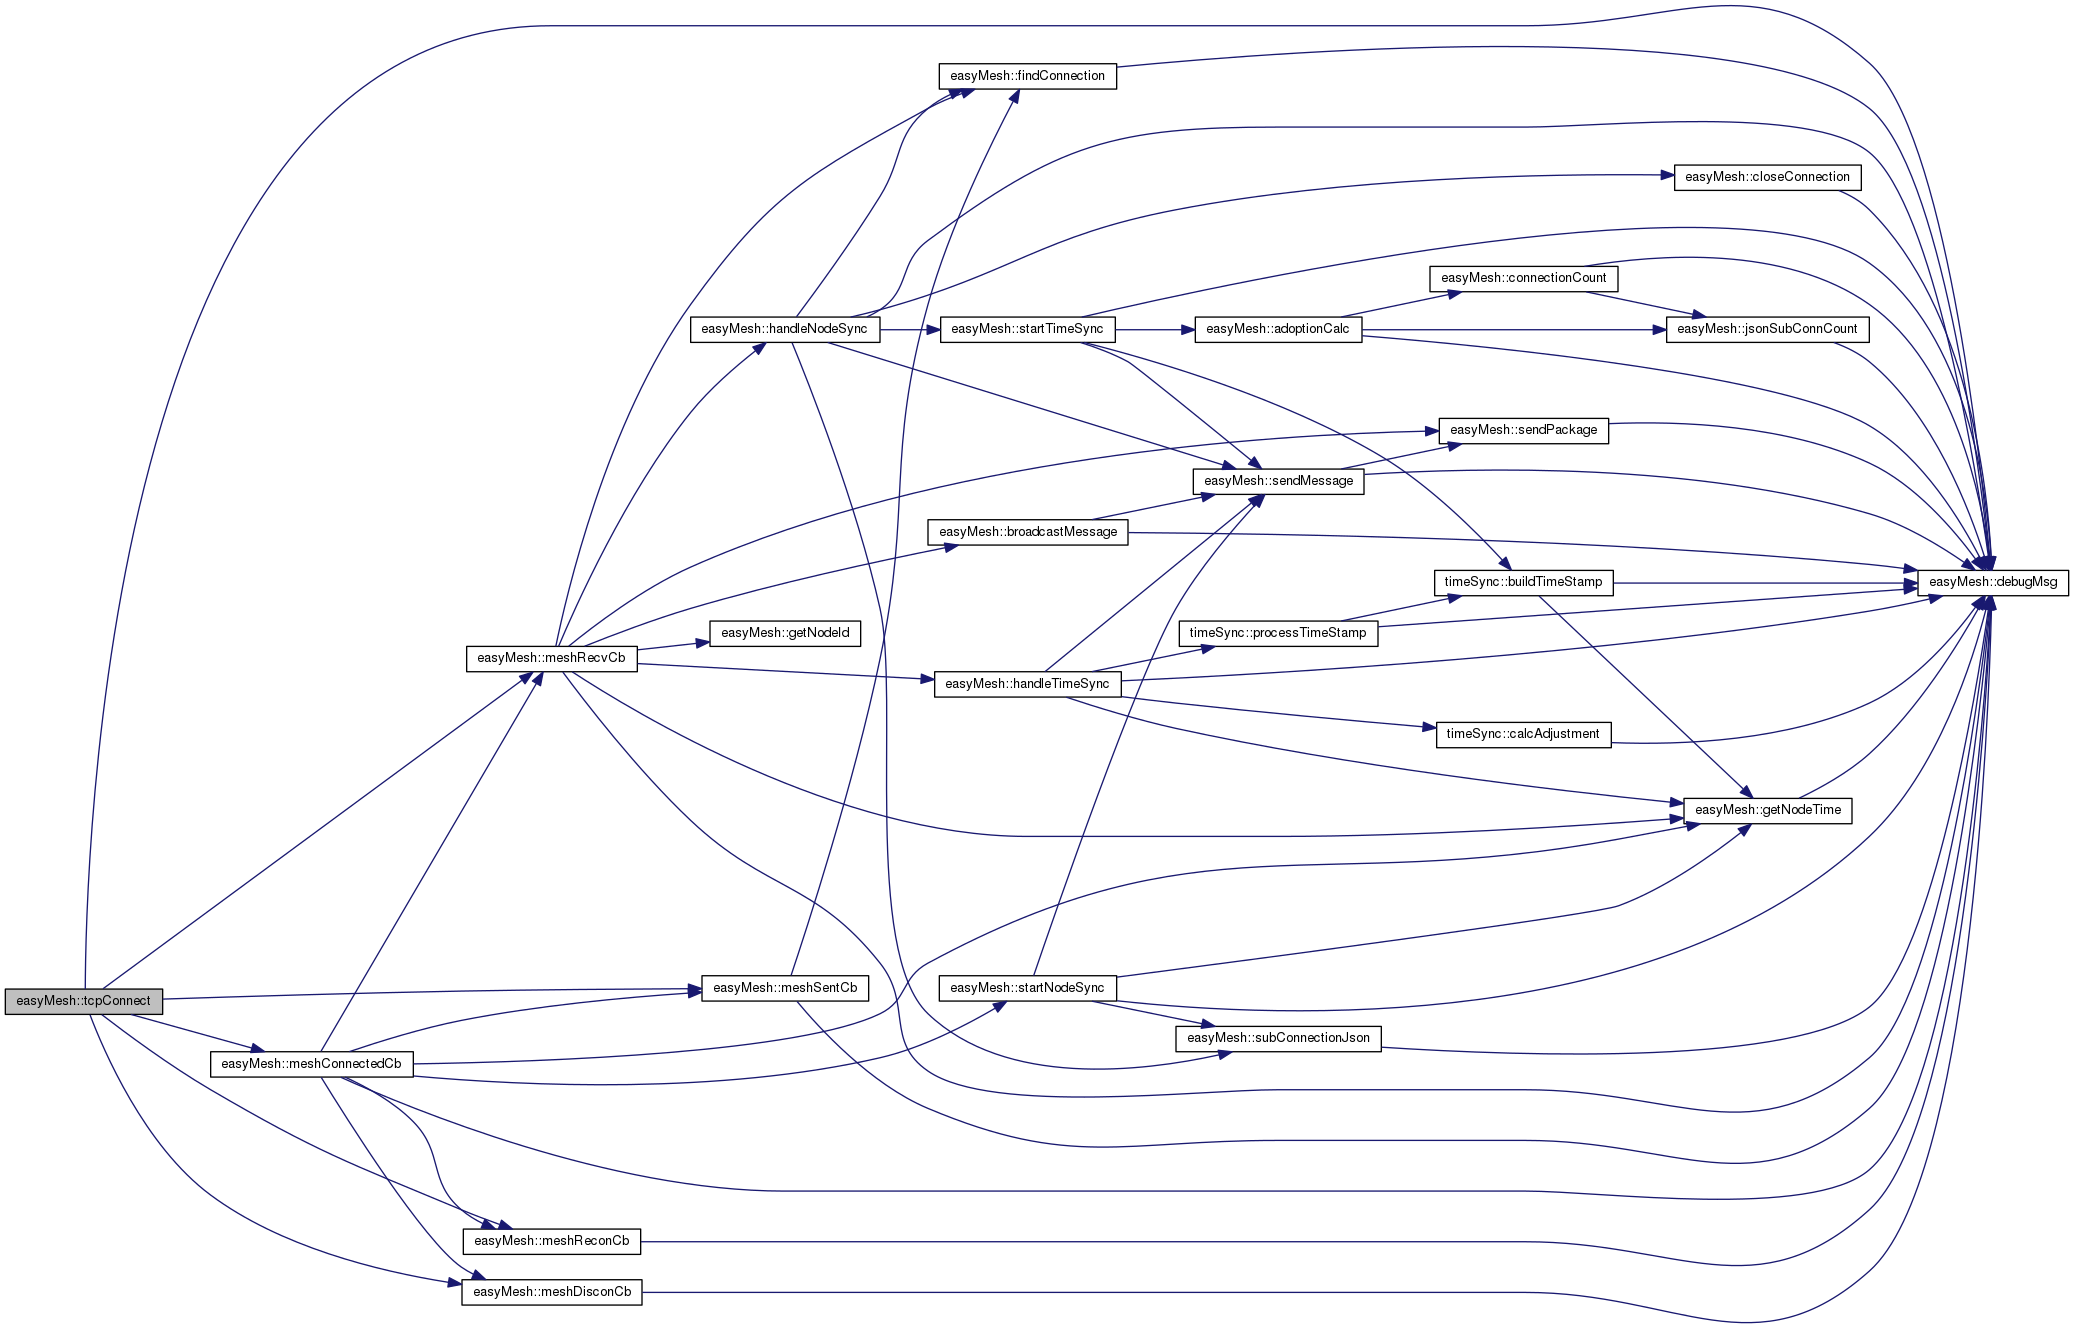 easyMesh::findConnection
easyMesh::closeConnection
easyMesh::connectionCount
easyMesh::handleNodeSync
easyMesh::startTimeSync
easyMesh::adoptionCalc
easyMesh::jsonSubConnCount
easyMesh::sendPackage
easyMesh::sendMessage
easyMesh::broadcastMessage
timeSync::buildTimeStamp
easyMesh::debugMsg
easyMesh::getNodeId
timeSync::processTimeStamp
easyMesh::meshRecvCb
easyMesh::handleTimeSync
timeSync::calcAdjustment
easyMesh::getNodeTime
easyMesh::tcpConnect
easyMesh::meshSentCb
easyMesh::startNodeSync
easyMesh::subConnectionJson
easyMesh::meshConnectedCb
easyMesh::meshReconCb
easyMesh::meshDisconCb